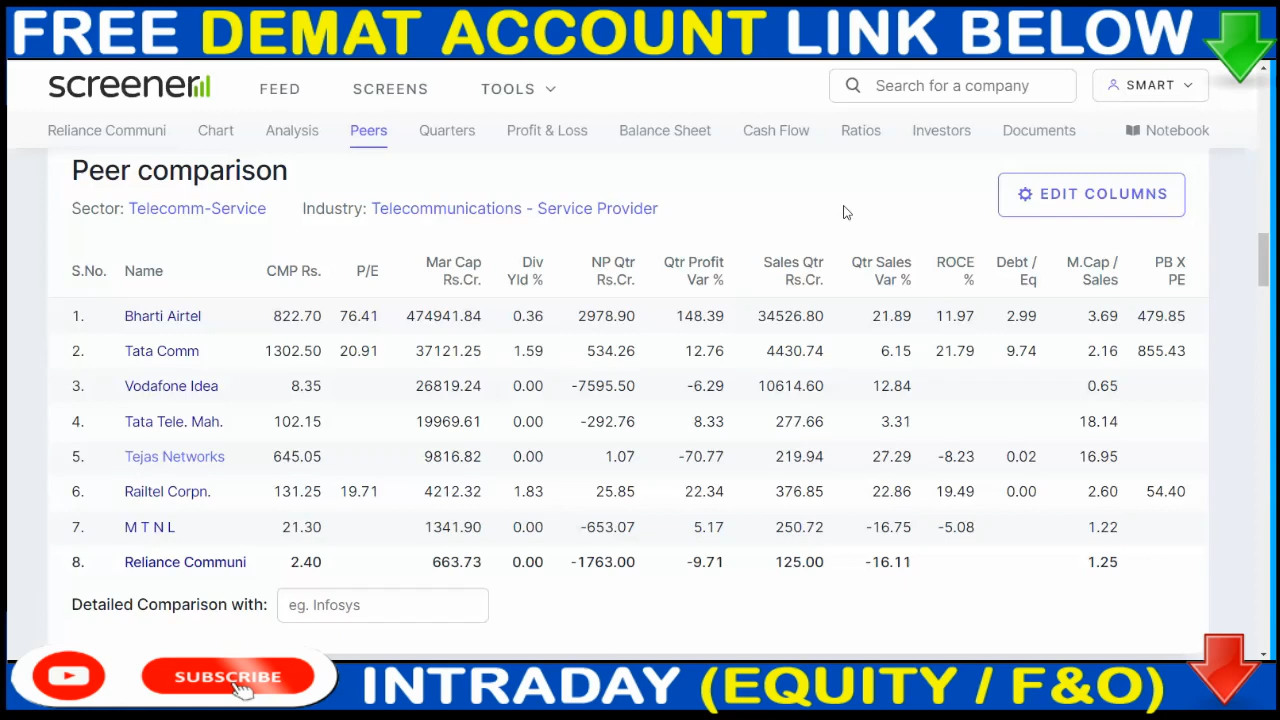 FREE DEMAT ACCOUNT LINK BELOW
screener FEED SCREENS TOOLS Search for a company SMART
Reliance Communi Chart Analysis Peers Quarters Profit & Loss Balance Sheet Cash Flow Ratios Investors Documents Notebook
Peer comparison
EDIT COLUMNS
Sector: Telecomm-Service Industry: Telecommunications - Service Provider
S.No. Name CMP Rs. P/E Mar Cap Rs.Cr. Div Yld % NP Qtr Rs.Cr. Qtr Profit Var % Sales Qtr Rs.Cr. Qtr Sales Var % ROCE % Debt / Eq M.Cap / Sales PB X PE
1. Bharti Airtel 822.70 76.41 474941.84 0.36 2978.90 148.39 34526.80 21.89 11.97 2.99 3.69 479.85
2. Tata Comm 1302.50 20.91 37121.25 1.59 534.26 12.76 4430.74 6.15 21.79 9.74 2.16 855.43
3. Vodafone Idea 8.35 26819.24 0.00 -7595.50 -6.29 10614.60 12.84 0.65
4. Tata Tele. Mah. 102.15 19969.61 0.00 -292.76 8.33 277.66 3.31 18.14
5. Tejas Networks 645.05 9816.82 0.00 1.07 -70.77 219.94 27.29 -8.23 0.02 16.95
6. Railtel Corpn. 131.25 19.71 4212.32 1.83 25.85 22.34 376.85 22.86 19.49 0.00 2.60 54.40
7. M T N L 21.30 1341.90 0.00 -653.07 5.17 250.72 -16.75 -5.08 1.22
8. Reliance Communi 2.40 663.73 0.00 -1763.00 -9.71 125.00 -16.11 1.25
Detailed Comparison with: eg. Infosys
SUBSCRIBE
INTRADAY (EQUITY / F&O)